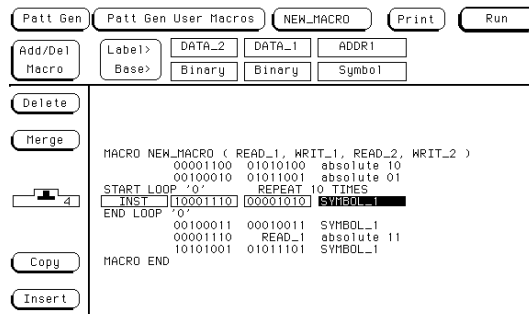 Patt Gen Patt Gen User Macros NEW_MACRO Print Run
Add/Del Macro Label> DATA_2 DATA_1 ADDR1
Base> Binary Binary Symbol
Delete
Merge
MACRO NEW_MACRO ( READ_1, WRIT_1, READ_2, WRIT_2 )
00001100 01010100 absolute 10
00100010 01011001 absolute 01
START LOOP '0' REPEAT 10 TIMES
4 INST 10001110 00001010 SYMBOL_1
END LOOP '0'
00100011 00010011 SYMBOL_1
00001110 READ_1 absolute 11
10101001 01011101 SYMBOL_1
Copy MACRO END
Insert